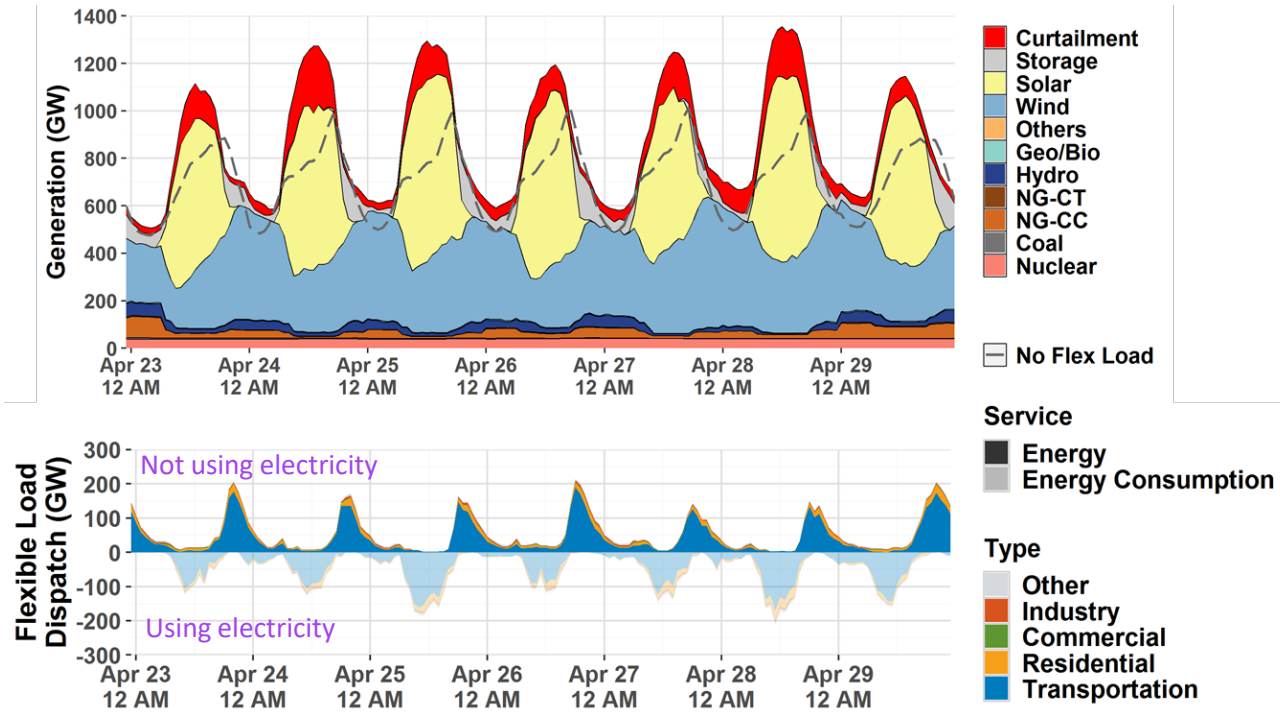 Generation (GW)
1400
1200
1000
800
600
400
200
0
Apr 23
12 AM
Apr 24
12 AM
Apr 25
12 AM
Apr 26
12 AM
Apr 27
12 AM
Apr 28
12 AM
Apr 29
12 AM
Curtailment
Storage
Solar
Wind
Others
Geo/Bio
Hydro
NG-CT
NG-CC
Coal
Nuclear
No Flex Load
Service
Energy
Energy Consumption
Type
Other
Industry
Commercial
Residential
Transportation
Flexible Load
Dispatch (GW)
300
200
100
0
-100
-200
-300
Not using electricity
Using electricity
Apr 23
12 AM
Apr 24
12 AM
Apr 25
12 AM
Apr 26
12 AM
Apr 27
12 AM
Apr 28
12 AM
Apr 29
12 AM